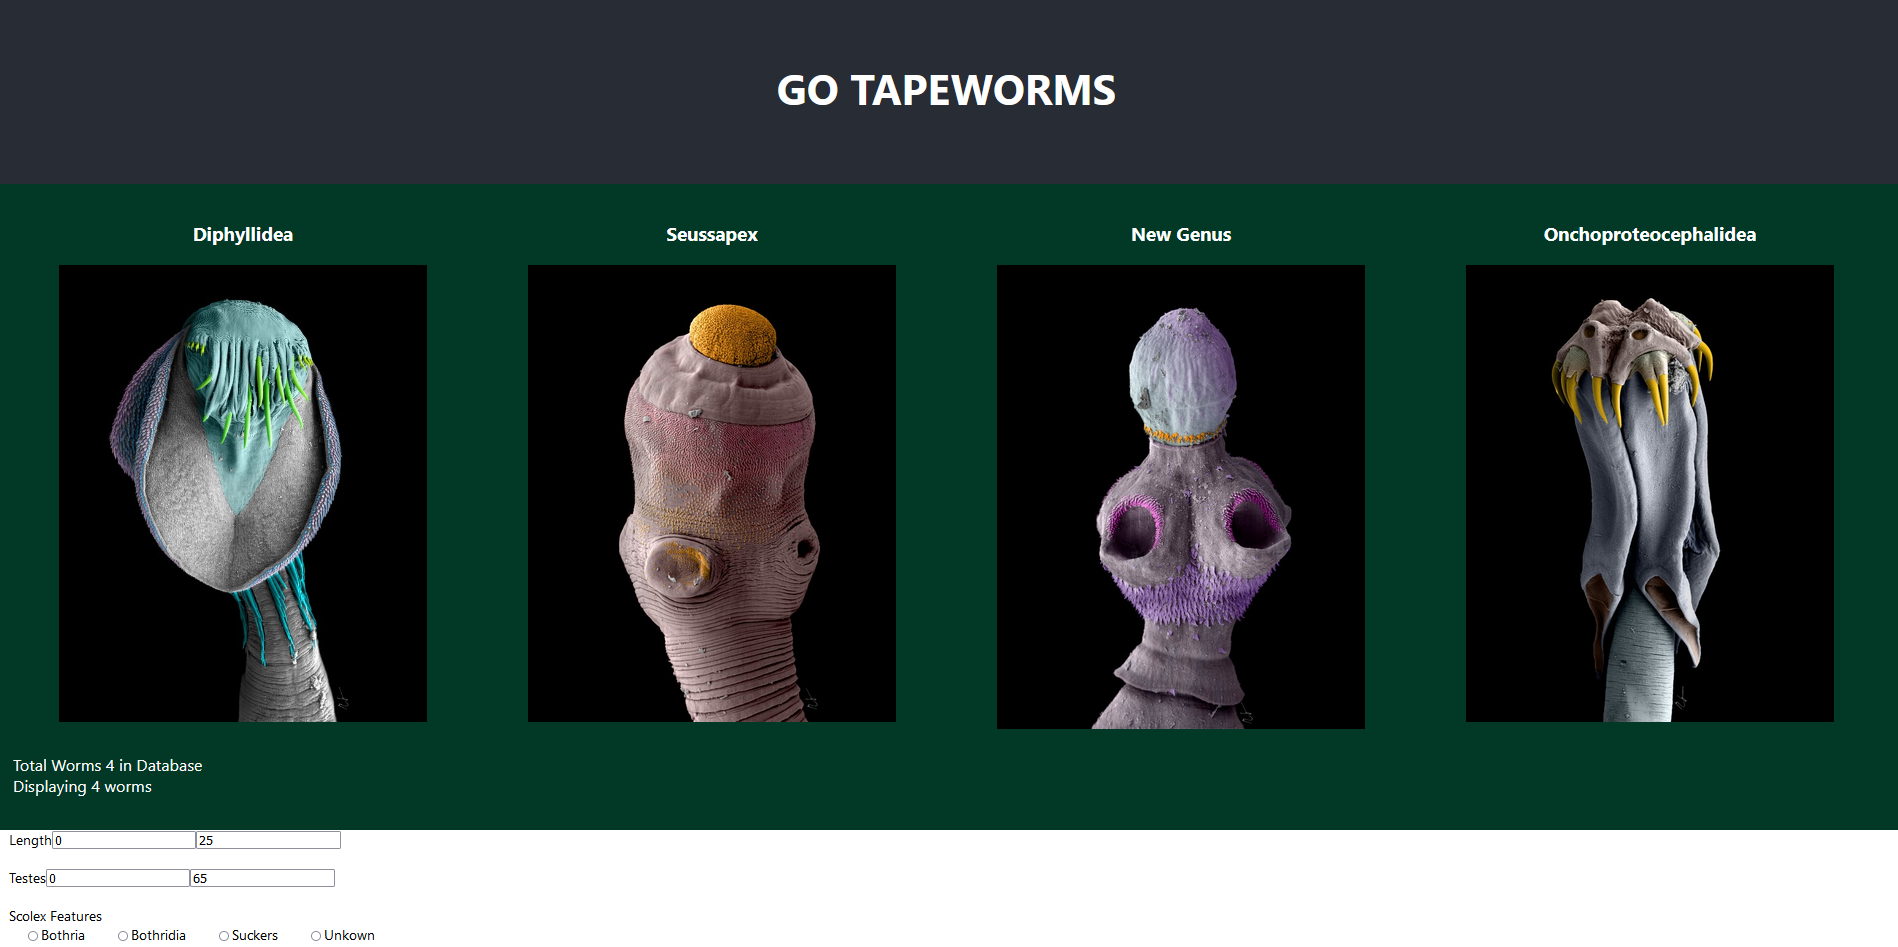 GO TAPEWORMS
Diphyllidea
Seussapex
New Genus
Onchoproteocephalidea
Total Worms 4 in Database
Displaying 4 worms
Length 0 25
Testes 0 65
Scolex Features
Bothria Bothridia Suckers Unkown